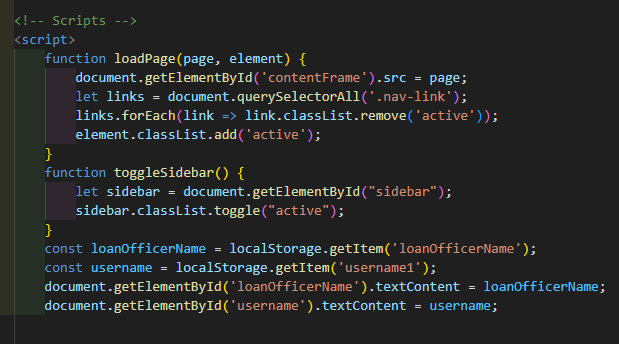 <!-- Scripts -->
<script>
    function loadPage(page, element) {
        document.getElementById('contentFrame').src = page;
        let links = document.querySelectorAll('.nav-link');
        links.forEach(link => link.classList.remove('active'));
        element.classList.add('active');
    }
    function toggleSidebar() {
        let sidebar = document.getElementById("sidebar");
        sidebar.classList.toggle("active");
    }
    const loanOfficerName = localStorage.getItem('loanOfficerName');
    const username = localStorage.getItem('username1');
    document.getElementById('loanOfficerName').textContent = loanOfficerName;
    document.getElementById('username').textContent = username;